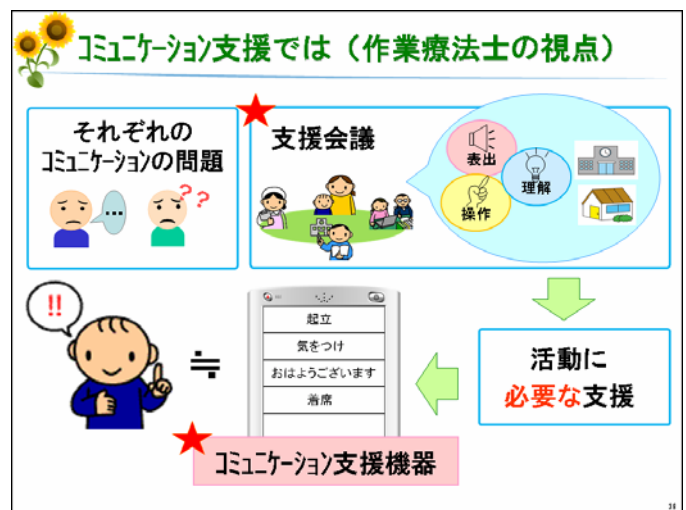 コミュニケーション支援では（作業療法士の視点）
それぞれの
コミュニケーションの問題
…
??
支援会議
表出
理解
操作
!!
≒
起立
気をつけ
おはようございます
着席
活動に
必要な支援
コミュニケーション支援機器